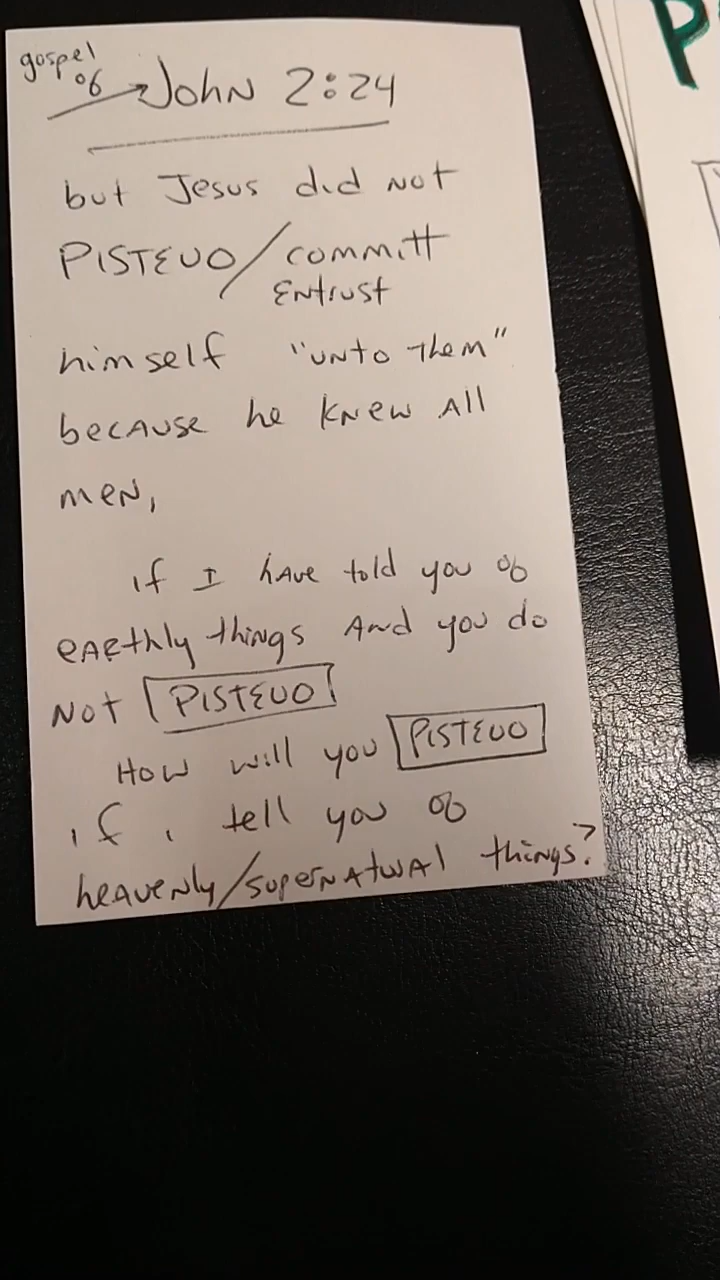 gospel
of
John 2:24
but Jesus did not
PISTEUO/committ
Entrust
himself "unto them"
because he knew all
men,
if I have told you of
earthly things And you do
Not PISTEUO
How will you PISTEUO
if i tell you of
heavenly/supernatural things?
P